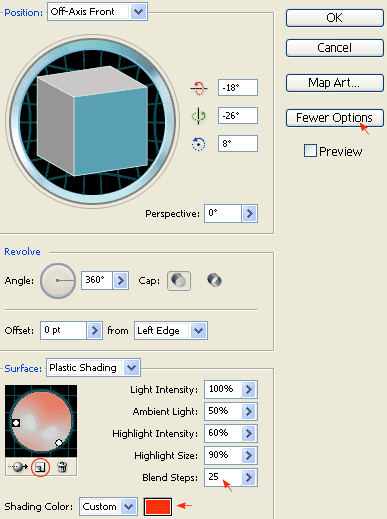 Position: Off-Axis Front
OK
Cancel
Map Art...
Fewer Options
Preview
-18°
-26°
8°
Perspective: 0°
Revolve
Angle: 360° Cap:
Offset: 0 pt from Left Edge
Surface: Plastic Shading
Light Intensity: 100%
Ambient Light: 50%
Highlight Intensity: 60%
Highlight Size: 90%
Blend Steps: 25
Shading Color: Custom